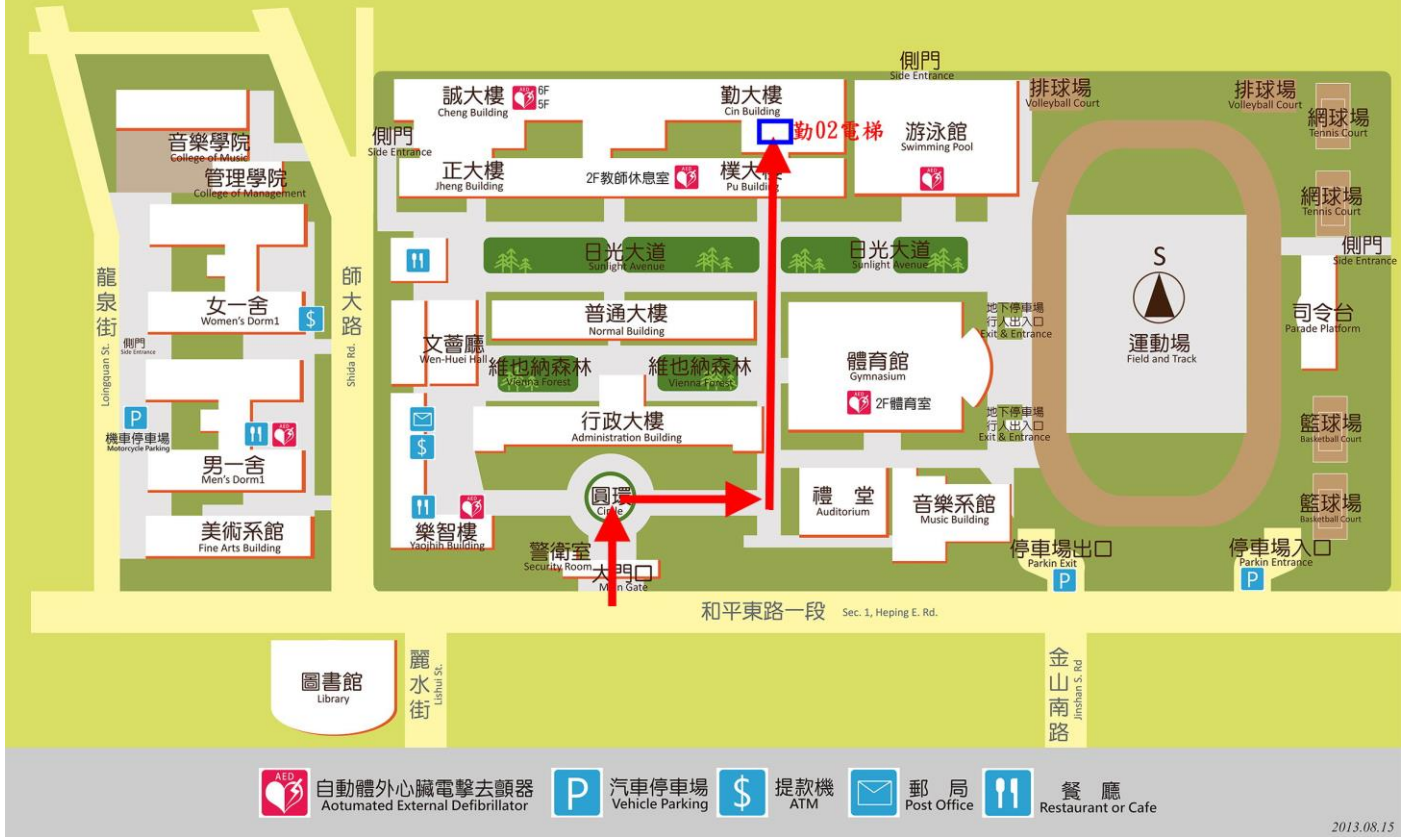 側門
Side Entrance
誠大樓
Cheng Building
AED
6F
5F
勤大樓
Cin Building
勤02電梯
排球場
Volleyball Court
排球場
Volleyball Court
網球場
Tennis Court
側門
Side Entrance
游泳館
Swimming Pool
AED
音樂學院
College of Music
管理學院
College of Management
正大樓
Jheng Building
2F教師休息室
AED
樸大樓
Pu Building
網球場
Tennis Court
日光大道
Sunlight Avenue
日光大道
Sunlight Avenue
側門
Side Entrance
S
龍泉街
Loingquan St.
師大路
Shida Rd.
女一舍
Women's Dorm1
$
側門
Side Entrance
文薈廳
Wen-Huei Hall
普通大樓
Normal Building
地下停車場
行人出入口
Exit & Entrance
司令台
Parade Platform
運動場
Field and Track
維也納森林
Vienna Forest
維也納森林
Vienna Forest
體育館
Gymnasium
AED
2F體育室
P
機車停車場
Motorcycle Parking
AED
$
行政大樓
Administration Building
地下停車場
行人出入口
Exit & Entrance
籃球場
Basketball Court
男一舍
Men's Dorm1
圓環
Circle
禮 堂
Auditorium
音樂系館
Music Building
籃球場
Basketball Court
美術系館
Fine Arts Building
AED
樂智樓
Yaojhih Building
警衛室
Security Room
大門口
Main Gate
停車場出口
Parkin Exit
P
停車場入口
Parkin Entrance
P
和平東路一段
Sec. 1, Heping E. Rd.
圖書館
Library
麗水街
Lishui St.
金山南路
Jinshan S. Rd
AED
自動體外心臟電擊去顫器
Aotumated External Defibrillator
P
汽車停車場
Vehicle Parking
$
提款機
ATM
郵 局
Post Office
餐 廳
Restaurant or Cafe
2013.08.15